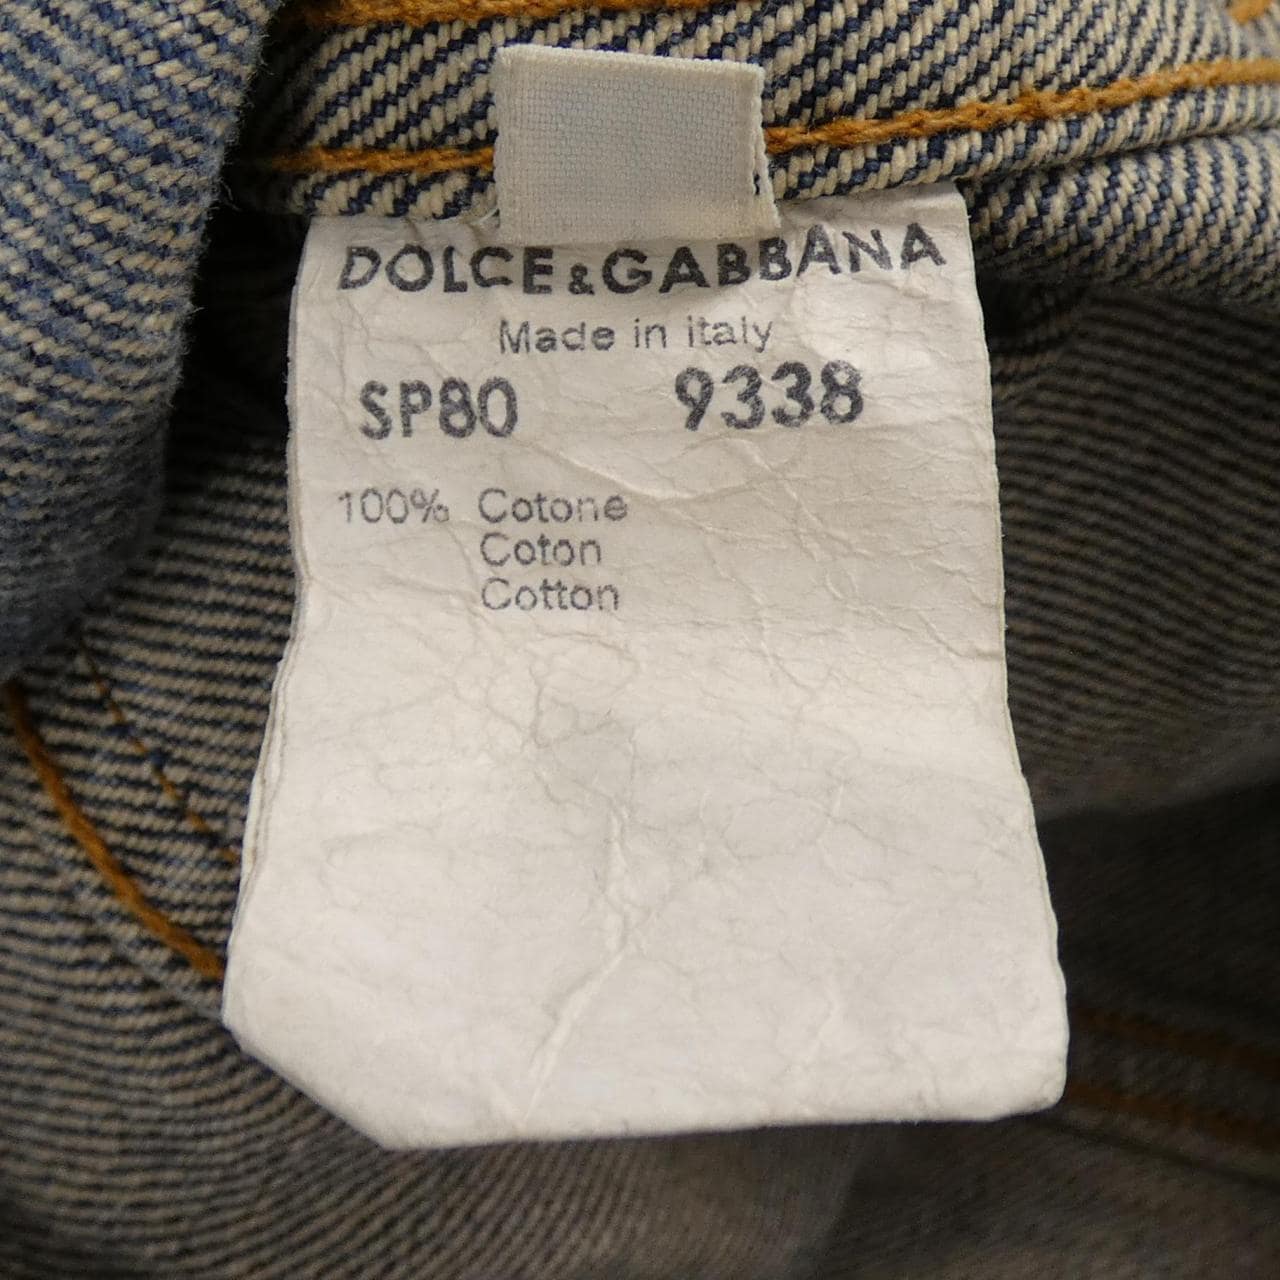 DOLCE&GABBANA
Made in italy
SP80 9338
100% Cotone
Coton
Cotton